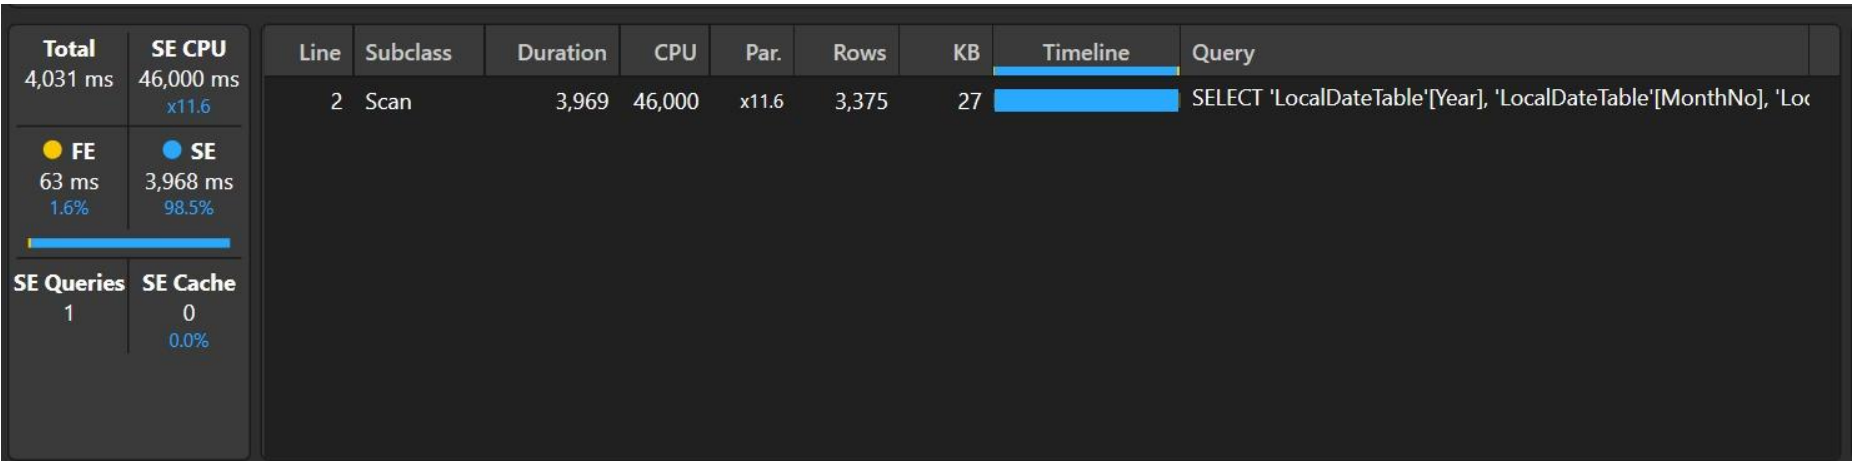 Total SE CPU
4,031 ms 46,000 ms
x11.6
FE SE
63 ms 3,968 ms
1.6% 98.5%
SE Queries SE Cache
1 0
0.0%
Line Subclass Duration CPU Par. Rows KB Timeline Query
2 Scan 3,969 46,000 x11.6 3,375 27 SELECT 'LocalDateTable'[Year], 'LocalDateTable'[MonthNo], 'Loc